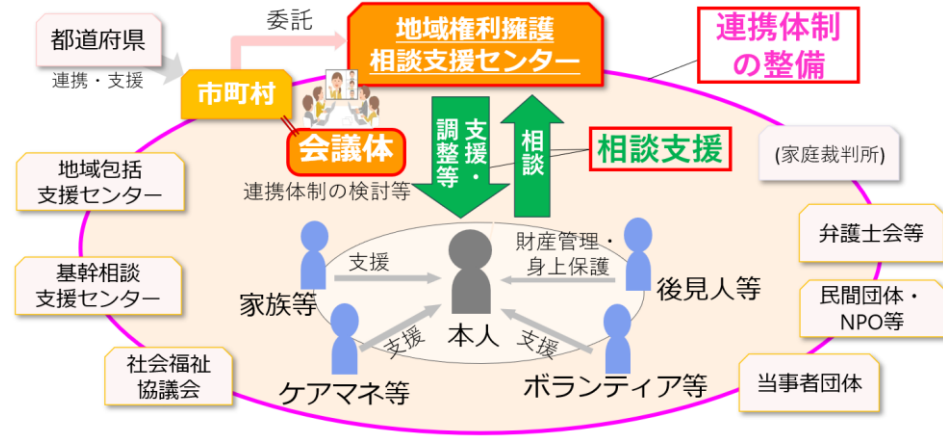 都道府県
連携・支援
委託
市町村
地域権利擁護
相談支援センター
連携体制
の整備
会議体
連携体制の検討等
支援・
調整等
相談
相談支援
(家庭裁判所)
地域包括
支援センター
基幹相談
支援センター
社会福祉
協議会
弁護士会等
民間団体・
NPO等
当事者団体
支援
家族等
財産管理・
身上保護
後見人等
本人
支援
ケアマネ等
支援
ボランティア等